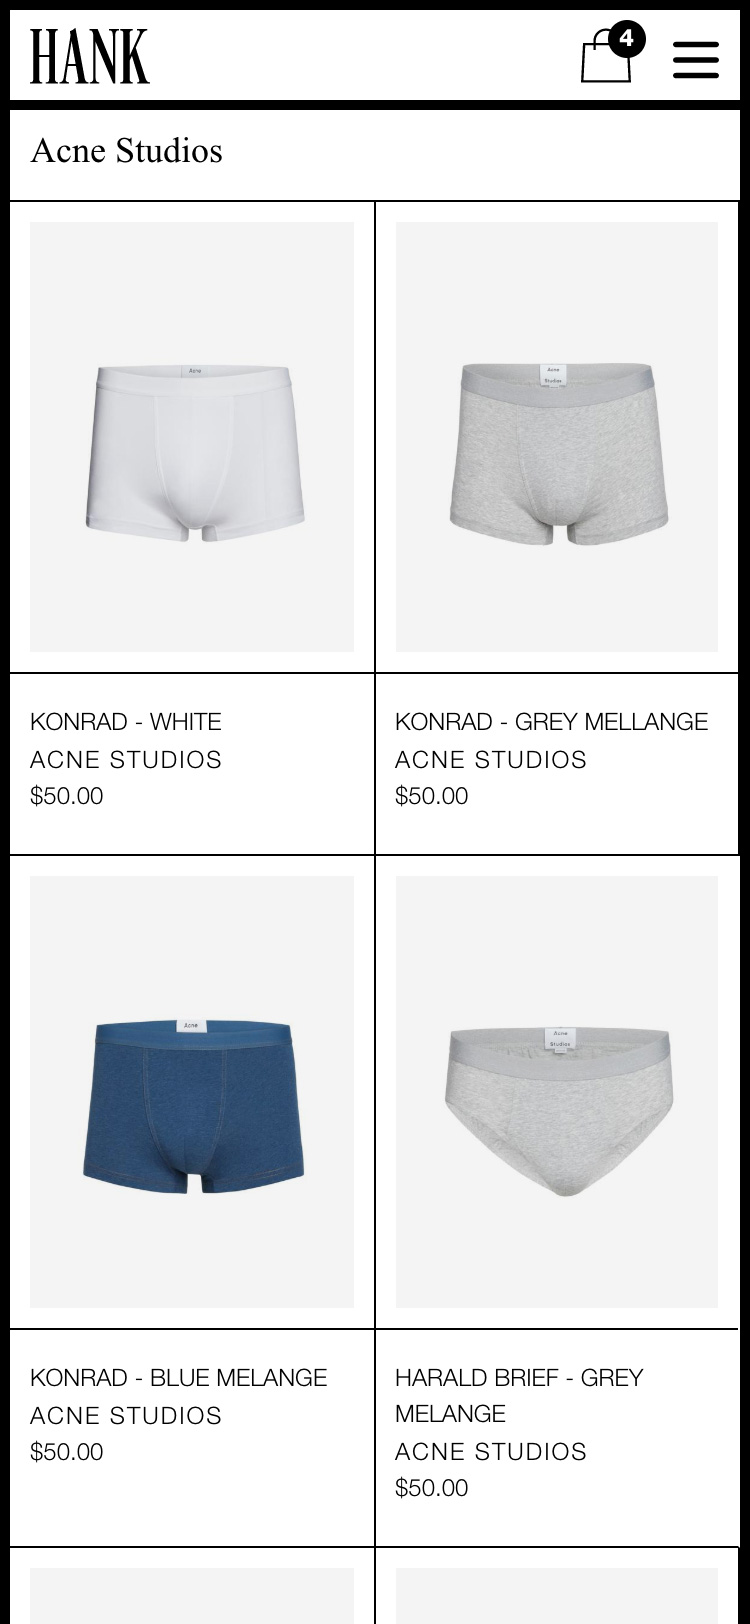 HANK
4
Acne Studios
Acne
Acne
Studios
KONRAD - WHITE
ACNE STUDIOS
$50.00
KONRAD - GREY MELLANGE
ACNE STUDIOS
$50.00
Acne
Acne
Studios
KONRAD - BLUE MELANGE
ACNE STUDIOS
$50.00
HARALD BRIEF - GREY
MELANGE
ACNE STUDIOS
$50.00